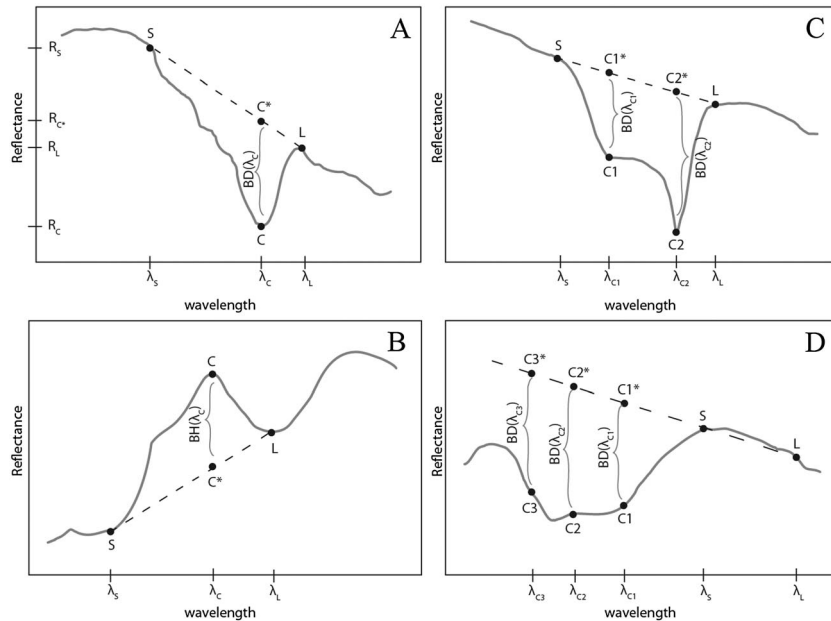 A
Reflectance
R_S
R_C*
R_L
R_C
S
C*
L
BD(λ_C)
C
λ_S
λ_C
λ_L
wavelength
C
Reflectance
S
C1*
C2*
L
BD(λ_C1)
BD(λ_C2)
C1
C2
λ_S
λ_C1
λ_C2
λ_L
wavelength
B
Reflectance
C
BH(λ_C)
L
C*
S
λ_S
λ_C
λ_L
wavelength
D
Reflectance
C3*
C2*
C1*
S
L
BD(λ_C3)
BD(λ_C2)
BD(λ_C1)
C3
C2
C1
λ_C3
λ_C2
λ_C1
λ_S
λ_L
wavelength